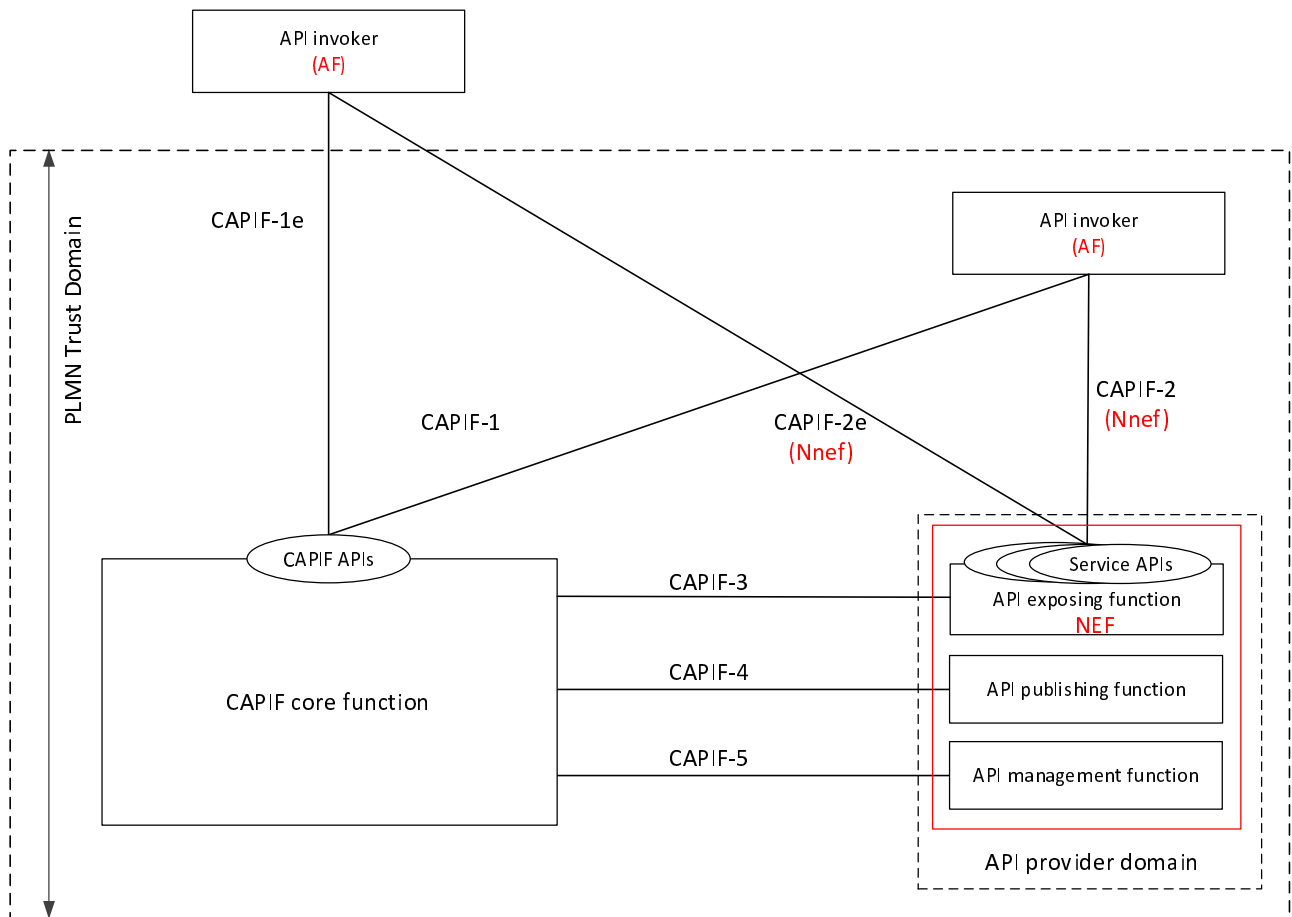 API invoker
(AF)
PLMN Trust Domain
CAPIF-1e
API invoker
(AF)
CAPIF-1
CAPIF-2e
(Nnef)
CAPIF-2
(Nnef)
CAPIF APIs
CAPIF core function
CAPIF-3
CAPIF-4
CAPIF-5
Service APIs
API exposing function
NEF
API publishing function
API management function
API provider domain